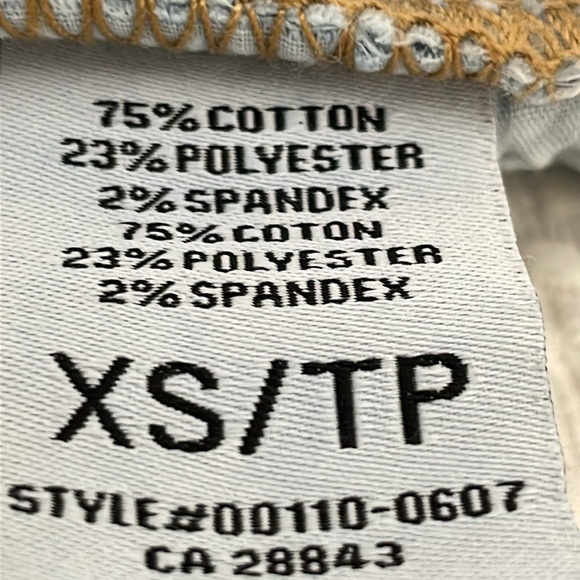 75% COTTON
23% POLYESTER
2% SPANDEX
75% COTON
23% POLYESTER
2% SPANDEX
XS/TP
STYLE#00110-0607
CA 28843